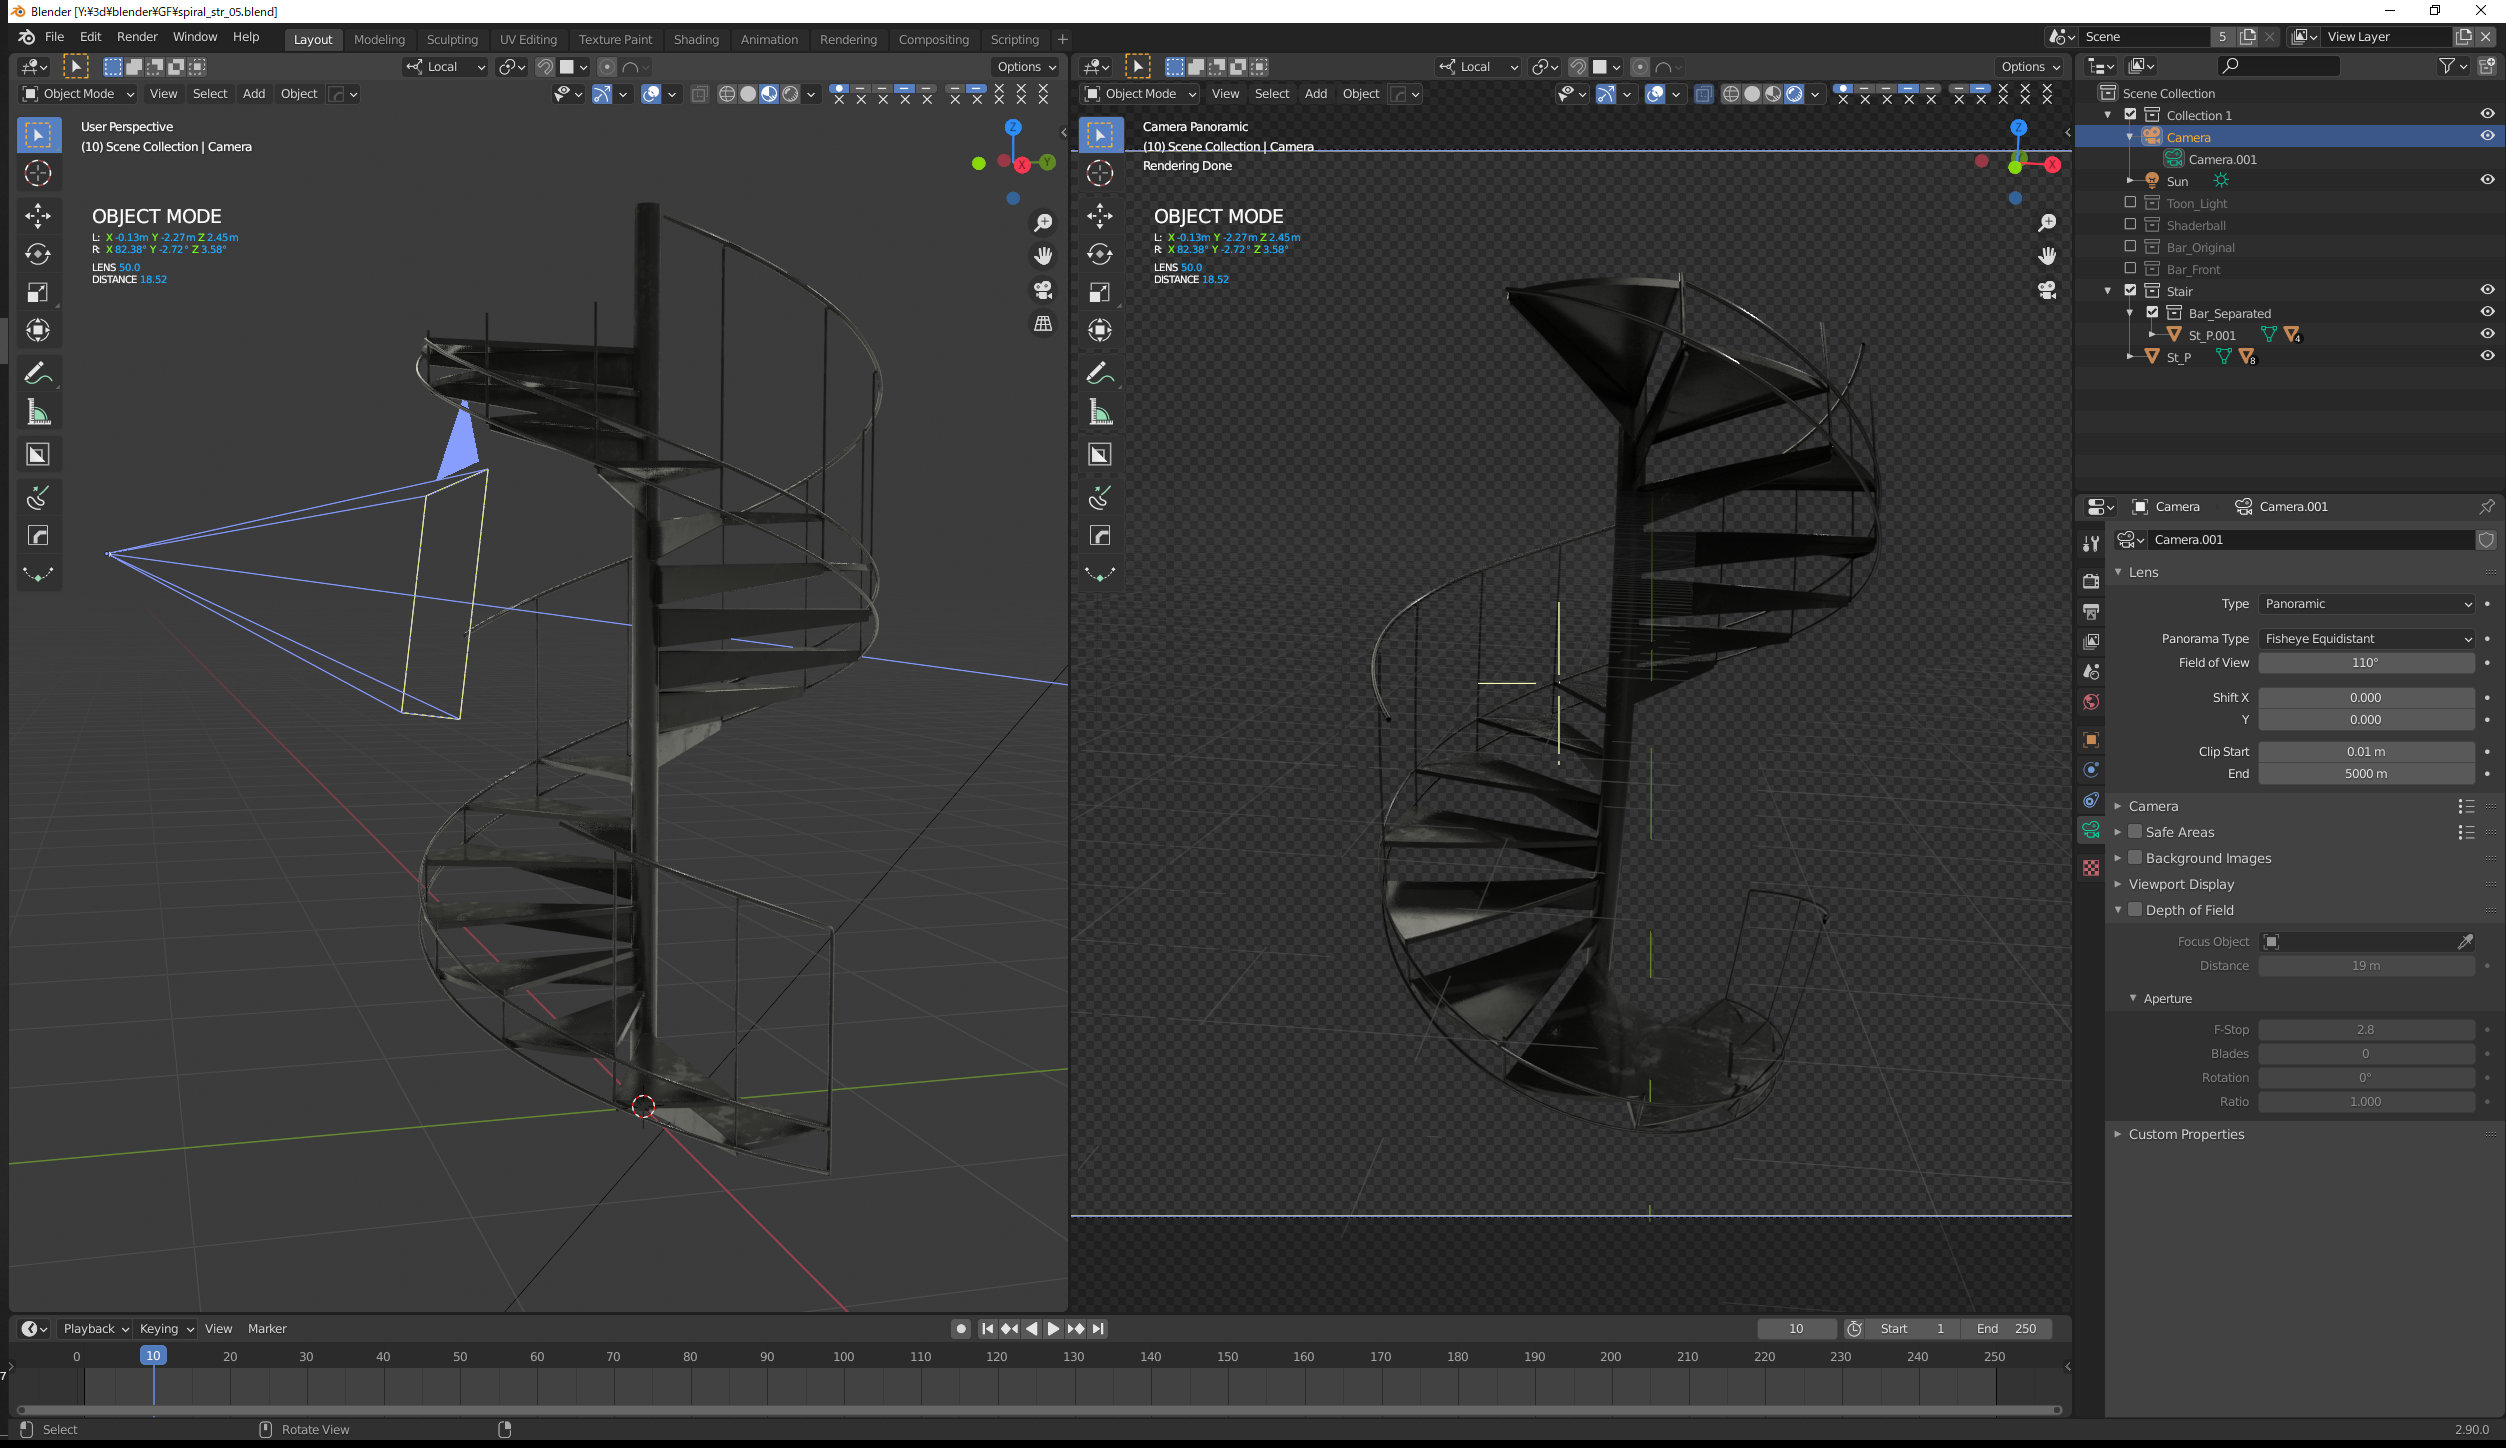 Blender [Y:¥3d¥blender¥GF¥spiral_str_05.blend]
File Edit Render Window Help Layout Modeling Sculpting UV Editing Texture Paint Shading Animation Rendering Compositing Scripting + Scene 5 View Layer
Local Options Local Options
Object Mode View Select Add Object Object Mode View Select Add Object
User Perspective
(10) Scene Collection | Camera
Z
Y
X
OBJECT MODE
L: X -0.13m Y -2.27m Z 2.45m
R: X 82.38° Y -2.72° Z 3.58°
LENS 50.0
DISTANCE 18.52
Camera Panoramic
(10) Scene Collection | Camera
Rendering Done
Z
X
OBJECT MODE
L: X -0.13m Y -2.27m Z 2.45m
R: X 82.38° Y -2.72° Z 3.58°
LENS 50.0
DISTANCE 18.52
Scene Collection
Collection 1
Camera
Camera.001
Sun
Toon_Light
Shaderball
Bar_Original
Bar_Front
Stair
Bar_Separated
St_P.001 4
St_P 8
Camera Camera.001
Camera.001
Lens
Type Panoramic
Panorama Type Fisheye Equidistant
Field of View 110°
Shift X 0.000
Y 0.000
Clip Start 0.01 m
End 5000 m
Camera
Safe Areas
Background Images
Viewport Display
Depth of Field
Focus Object
Distance 19 m
Aperture
F-Stop 2.8
Blades 0
Rotation 0°
Ratio 1.000
Custom Properties
Playback Keying View Marker 10 Start 1 End 250
0 10 20 30 40 50 60 70 80 90 100 110 120 130 140 150 160 170 180 190 200 210 220 230 240 250
7
Select Rotate View 2.90.0